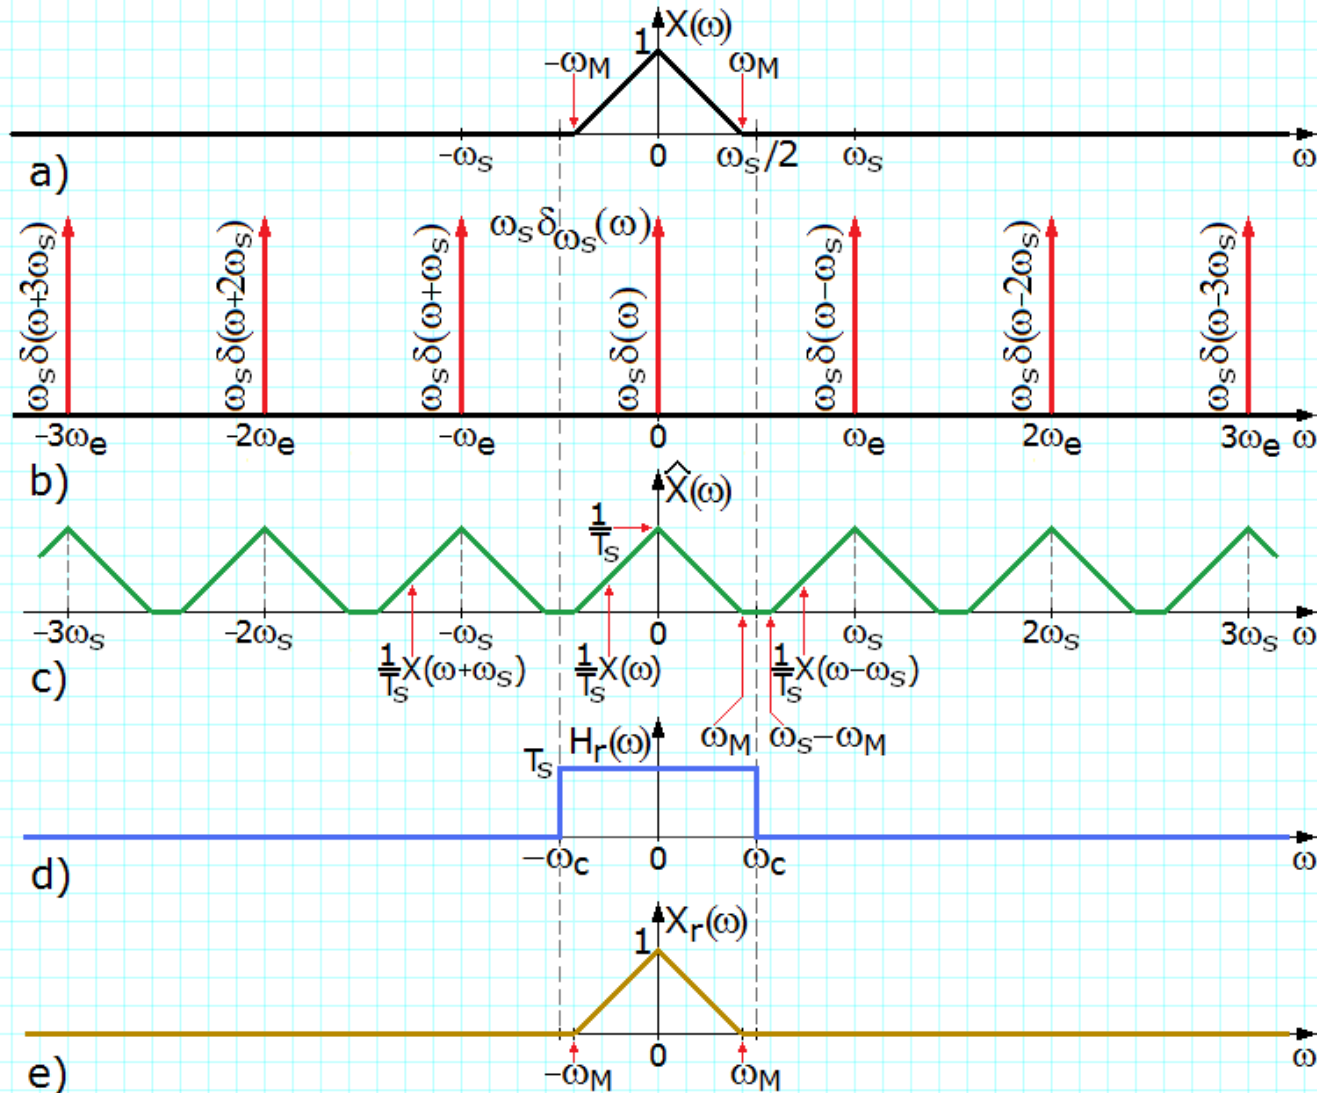 X(ω)
1
-ωM
ωM
-ωs
0
ωs/2
ωs
ω
a)
ωsδ(ω+3ωs)
ωsδ(ω+2ωs)
ωsδ(ω+ωs)
ωsδωs(ω)
ωsδ(ω)
ωsδ(ω-ωs)
ωsδ(ω-2ωs)
ωsδ(ω-3ωs)
-3ωe
-2ωe
-ωe
0
ωe
2ωe
3ωe
ω
b)
X̂(ω)
1/Ts
-3ωs
-2ωs
-ωs
0
ωs
2ωs
3ωs
ω
1/Ts X(ω+ωs)
1/Ts X(ω)
1/Ts X(ω-ωs)
c)
ωM
ωs-ωM
Hr(ω)
Ts
-ωc
0
ωc
ω
d)
Xr(ω)
1
-ωM
0
ωM
ω
e)